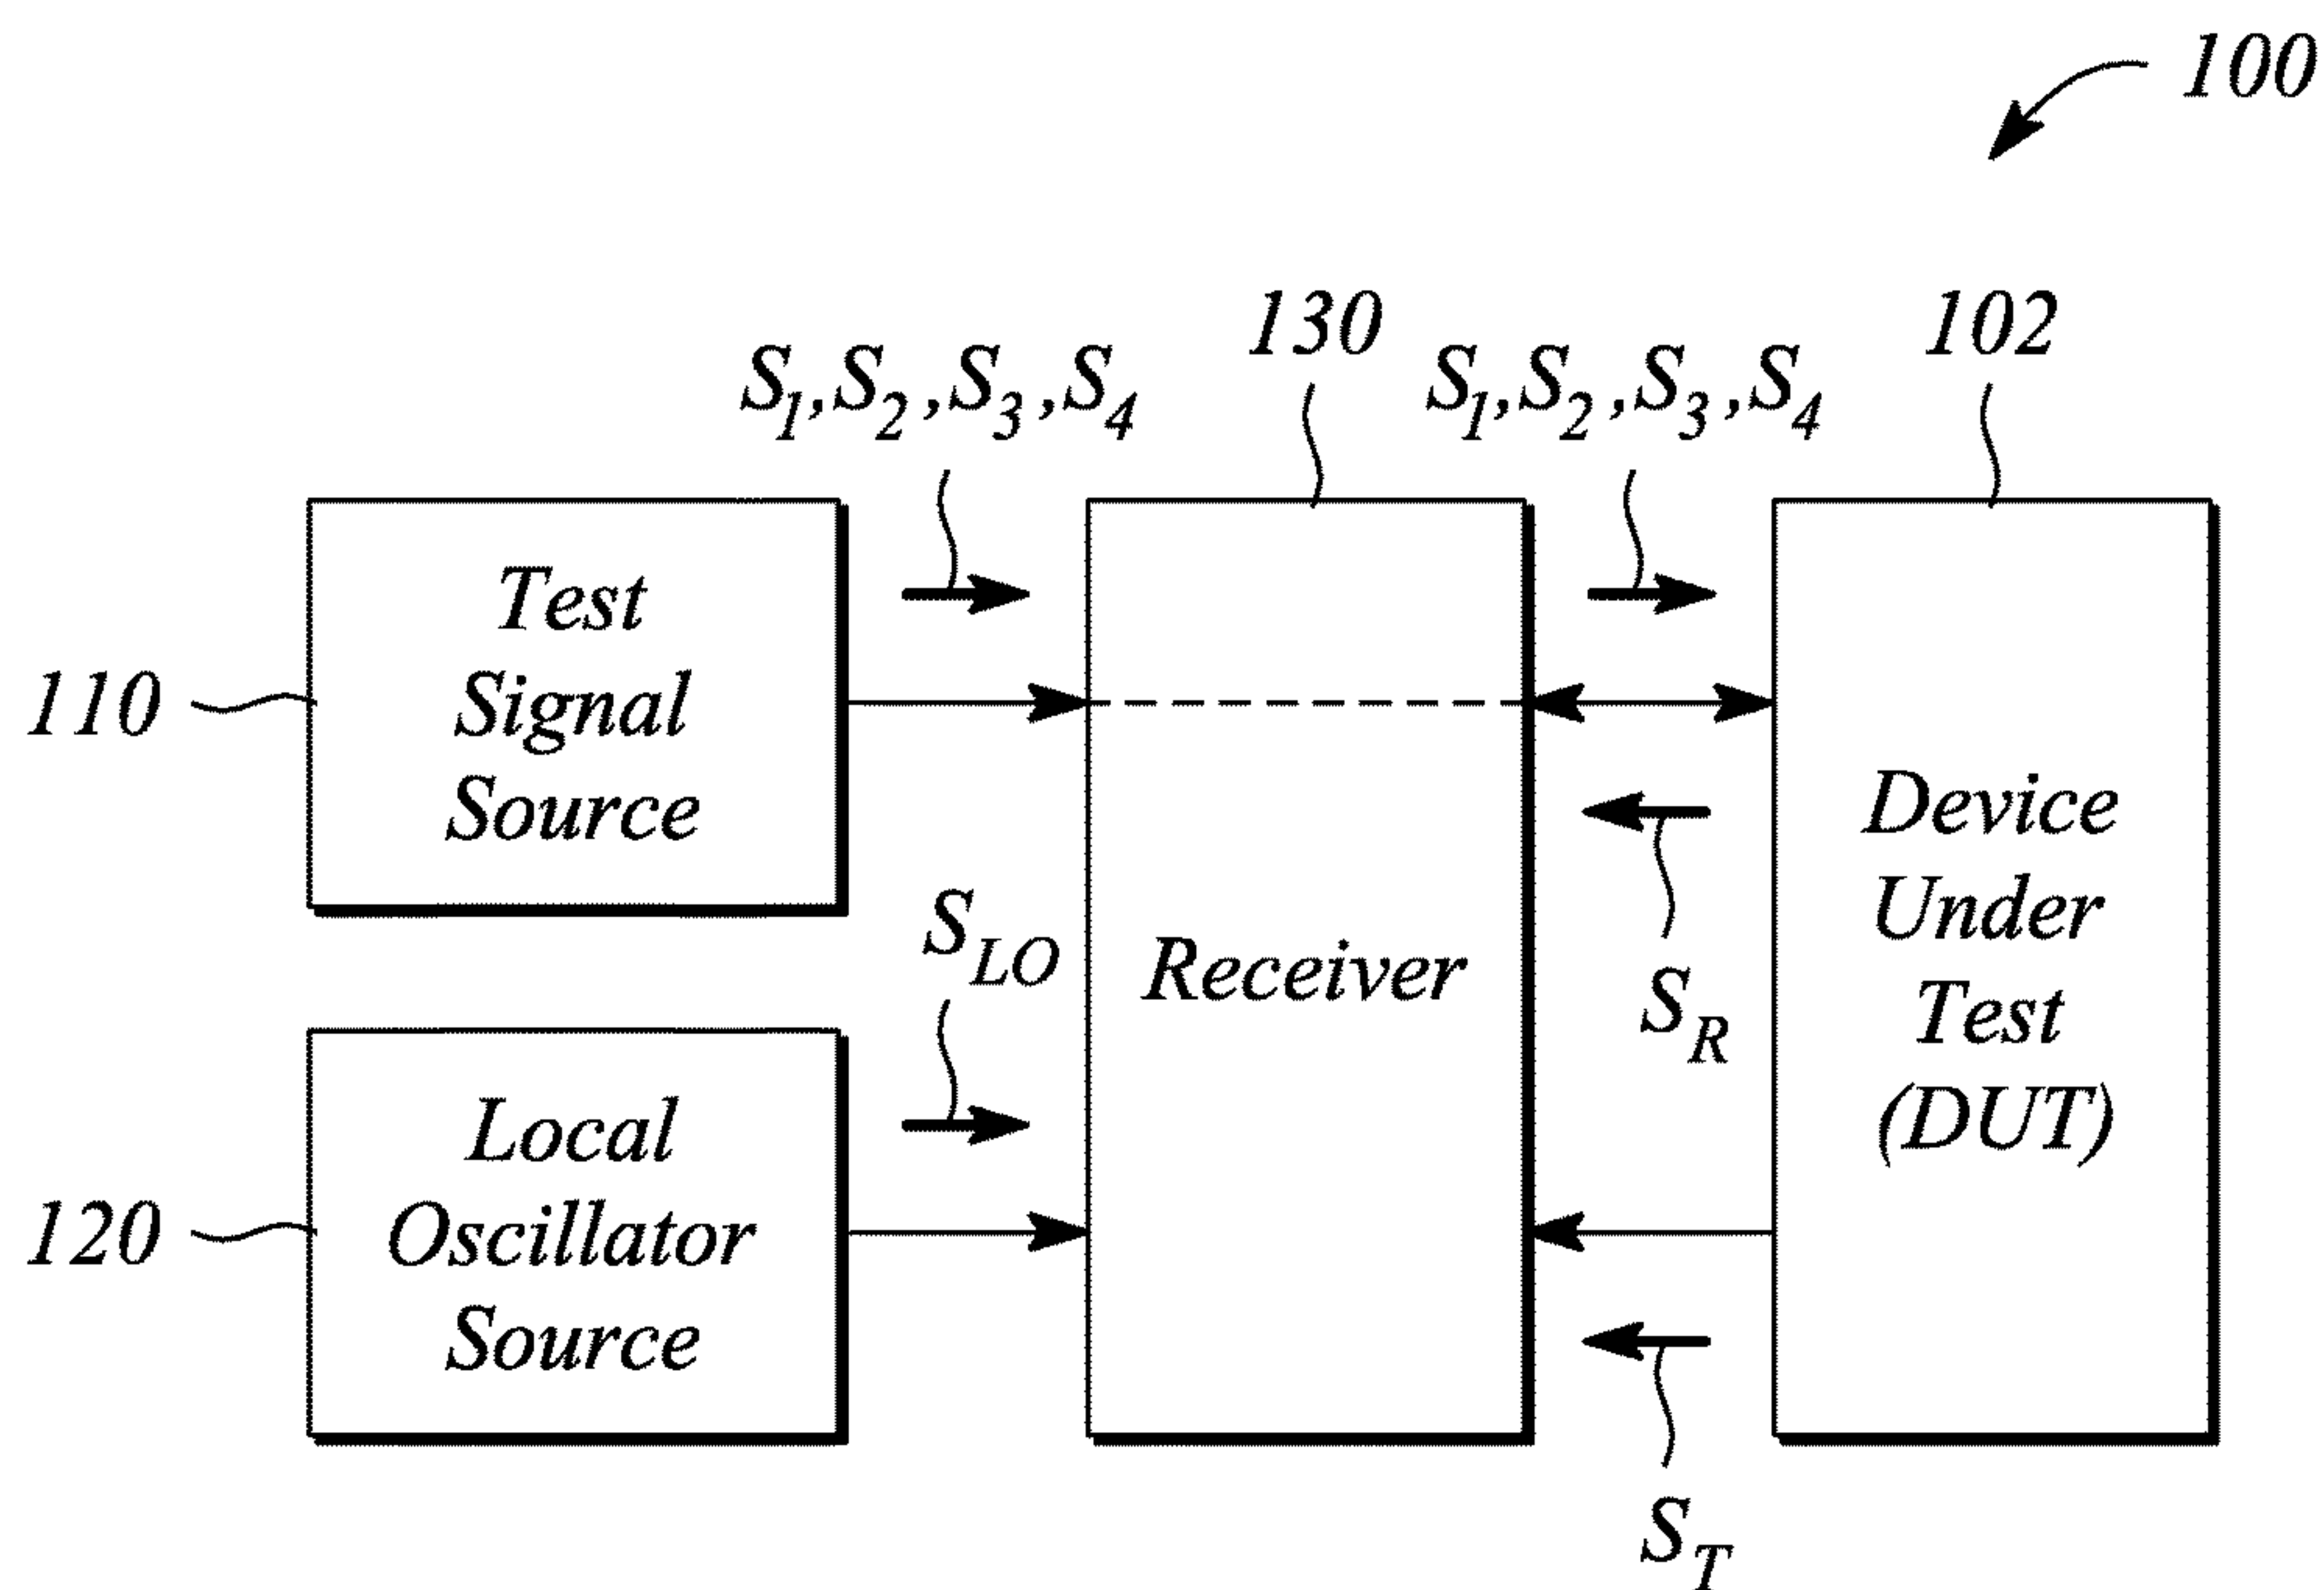 100
130
102
S1,S2,S3,S4
S1,S2,S3,S4
110
Test
Signal
Source
SLO
120
Local
Oscillator
Source
Receiver
SR
ST
Device
Under
Test
(DUT)